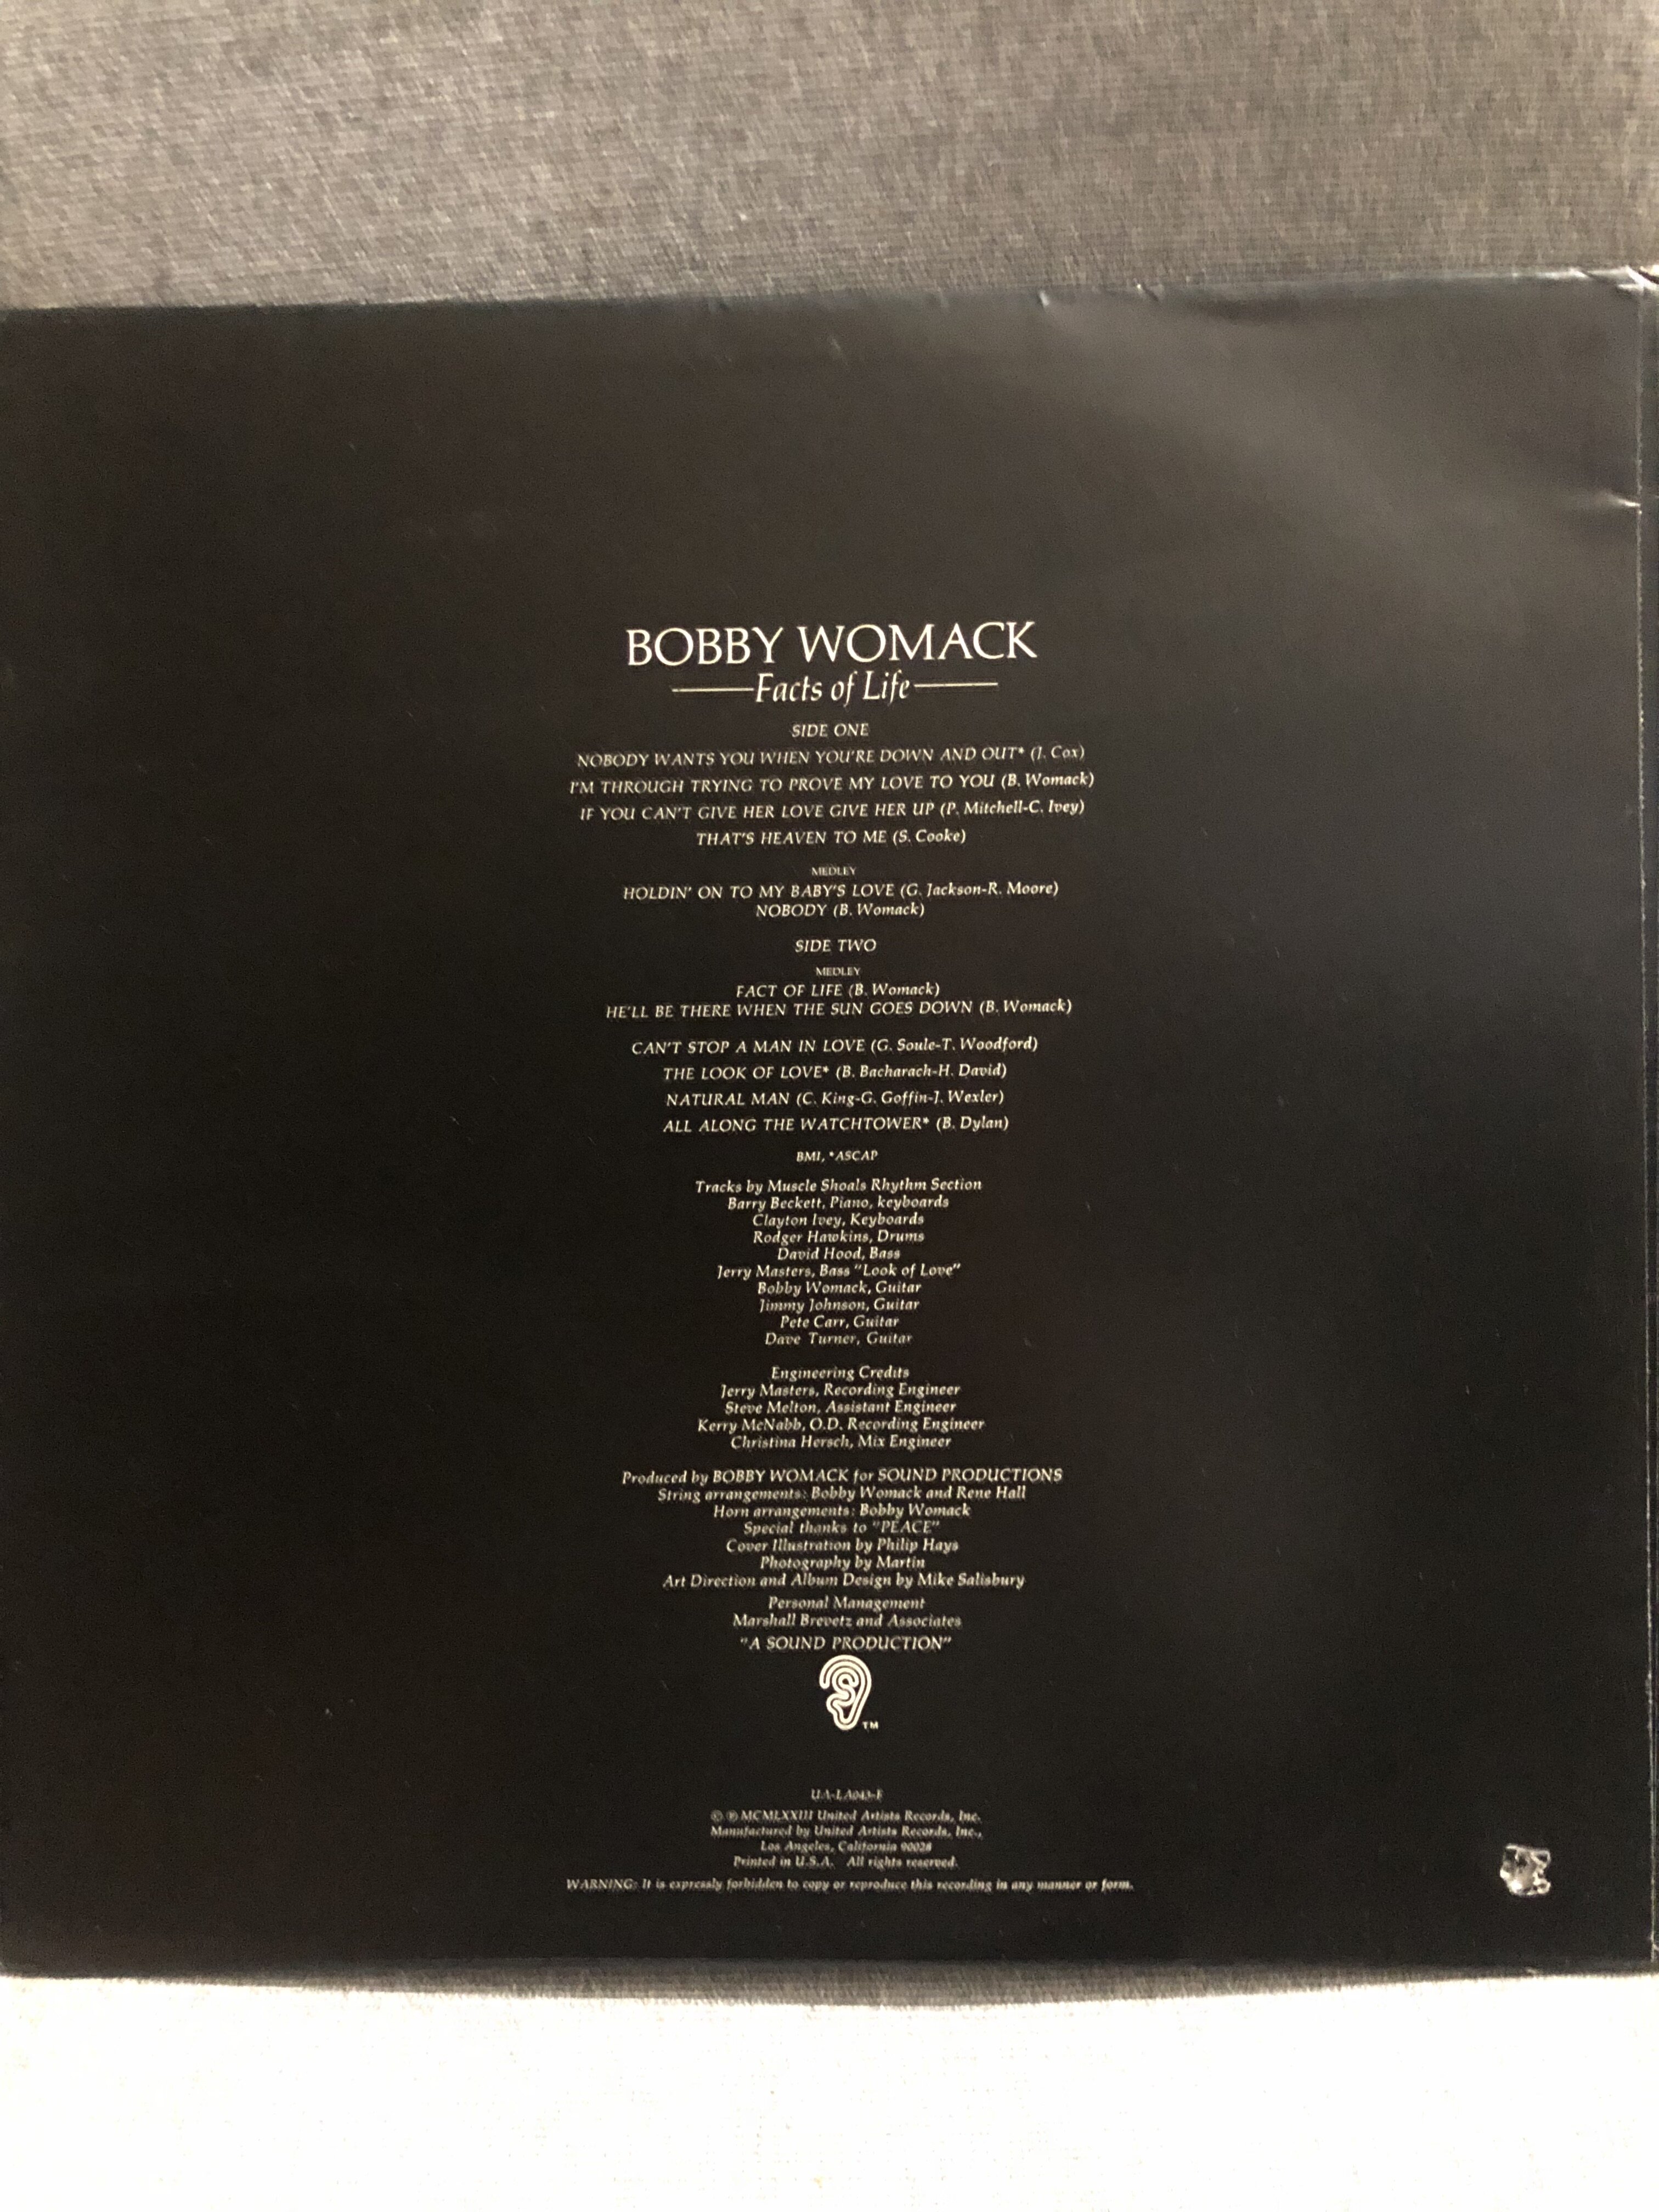 BOBBY WOMACK
Facts of Life
SIDE ONE
NOBODY WANTS YOU WHEN YOU'RE DOWN AND OUT* (J. Cox)
I'M THROUGH TRYING TO PROVE MY LOVE TO YOU (B. Womack)
IF YOU CAN'T GIVE HER LOVE GIVE HER UP (P. Mitchell-C. Ivey)
THAT'S HEAVEN TO ME (S. Cooke)
MEDLEY
HOLDIN' ON TO MY BABY'S LOVE (G. Jackson-R. Moore)
NOBODY (B. Womack)
SIDE TWO
MEDLEY
FACT OF LIFE (B. Womack)
HE'LL BE THERE WHEN THE SUN GOES DOWN (B. Womack)
CAN'T STOP A MAN IN LOVE (G. Soule-T. Woodford)
THE LOOK OF LOVE* (B. Bacharach-H. David)
NATURAL MAN (C. King-G. Goffin-J. Wexler)
ALL ALONG THE WATCHTOWER* (B. Dylan)
BMI, *ASCAP
Tracks by Muscle Shoals Rhythm Section
Barry Beckett, Piano, keyboards
Clayton Ivey, Keyboards
Rodger Hawkins, Drums
David Hood, Bass
Jerry Masters, Bass "Look of Love"
Bobby Womack, Guitar
Jimmy Johnson, Guitar
Pete Carr, Guitar
Dave Turner, Guitar
Engineering Credits
Jerry Masters, Recording Engineer
Steve Melton, Assistant Engineer
Kerry McNabb, O.D. Recording Engineer
Christina Hersch, Mix Engineer
Produced by BOBBY WOMACK for SOUND PRODUCTIONS
String arrangements: Bobby Womack and Rene Hall
Horn arrangements: Bobby Womack
Special thanks to "PEACE"
Cover Illustration by Philip Hays
Photography by Martin
Art Direction and Album Design by Mike Salisbury
Personal Management
Marshall Brevetz and Associates
"A SOUND PRODUCTION"
TM
UA-LA043-F
© ℗ MCMLXXIII United Artists Records, Inc.
Manufactured by United Artists Records, Inc.,
Los Angeles, California 90028
Printed in U.S.A. All rights reserved.
WARNING: It is expressly forbidden to copy or reproduce this recording in any manner or form.